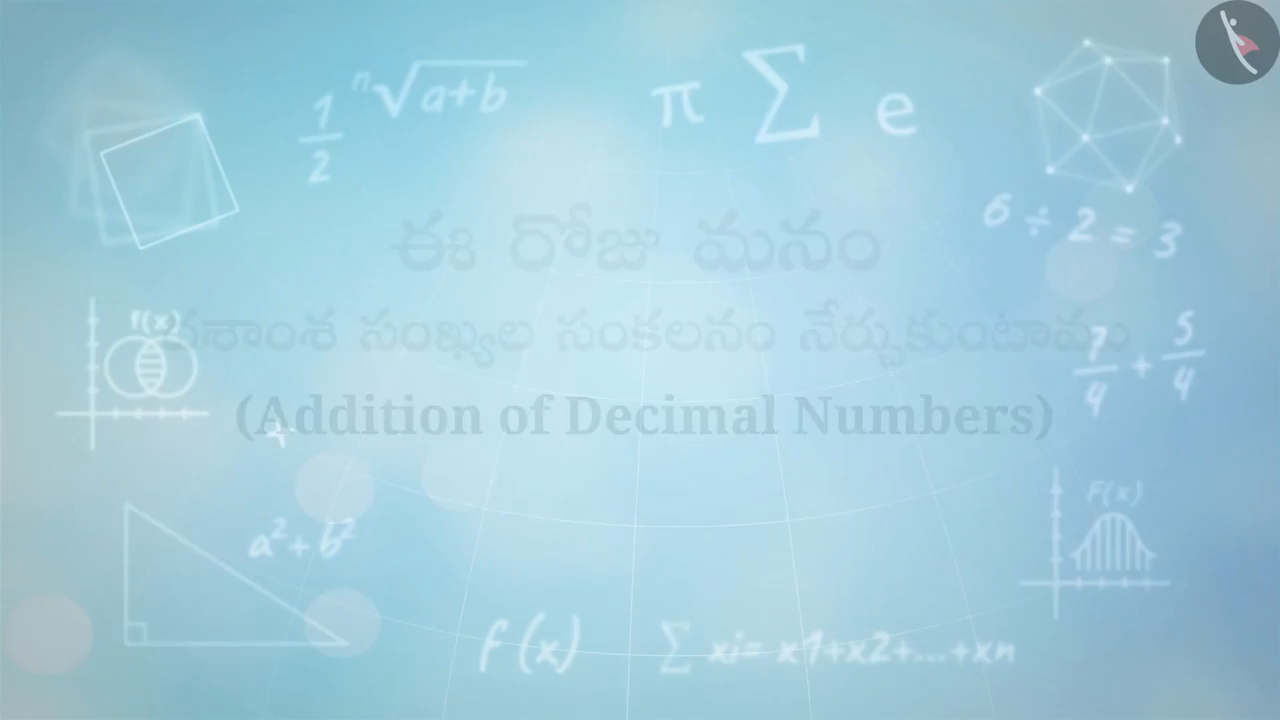 n√a+b
1/2
π Σ e
6 ÷ 2 = 3
ఈ రోజు మనం
దశాంశ సంఖ్యల సంకలనం నేర్చుకుంటాము
(Addition of Decimal Numbers)
f(x)
7/4 + 5/4
+
F(x)
a²+b²
f(x)
Σ xi= x1+x2+...+xn